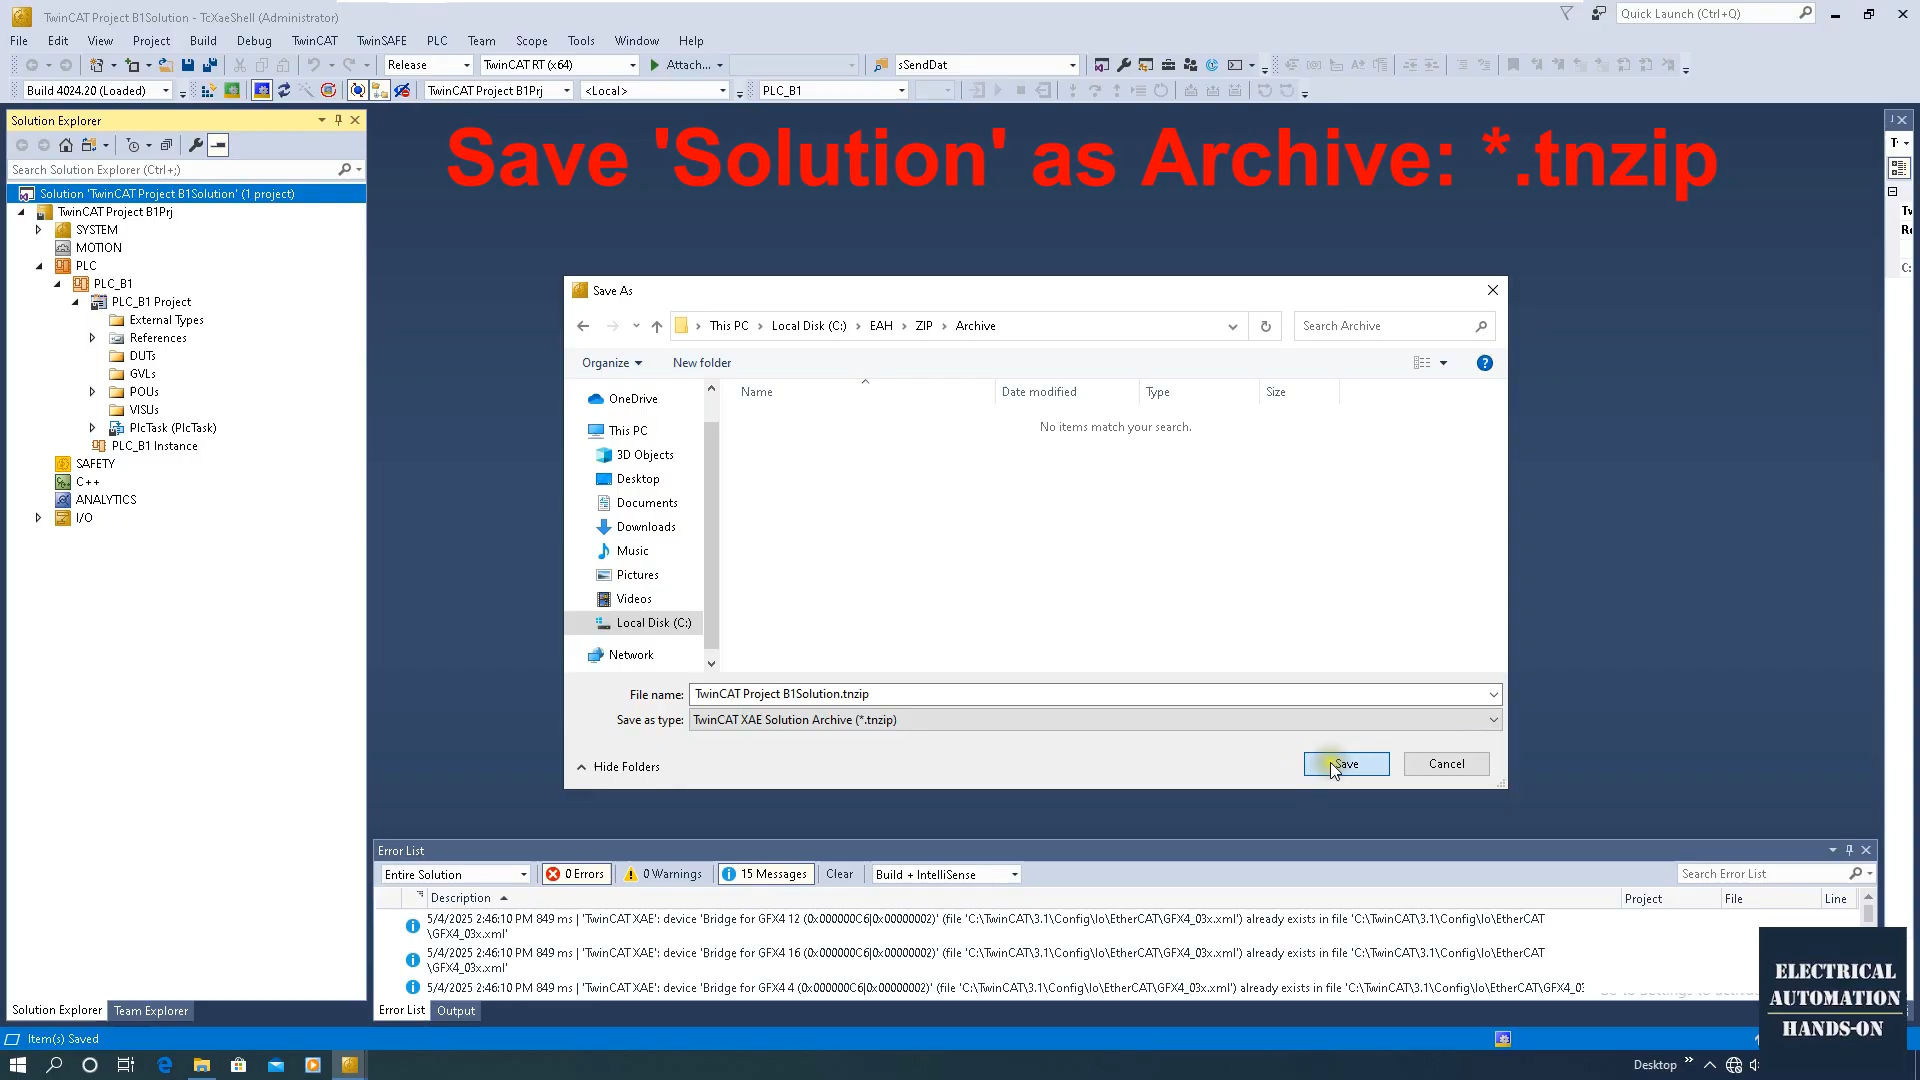 TwinCAT Project B1Solution - TcXaeShell (Administrator)
Quick Launch (Ctrl+Q)
File Edit View Project Build Debug TwinCAT TwinSAFE PLC Team Scope Tools Window Help
Release TwinCAT RT (x64) Attach... sSendDat
Build 4024.20 (Loaded) TwinCAT Project B1Prj <Local> PLC_B1
Save 'Solution' as Archive: *.tnzip
Solution Explorer
Search Solution Explorer (Ctrl+;)
Solution 'TwinCAT Project B1Solution' (1 project)
TwinCAT Project B1Prj
SYSTEM
MOTION
PLC
PLC_B1
PLC_B1 Project
External Types
References
DUTs
GVLs
POUs
VISUs
PlcTask (PlcTask)
PLC_B1 Instance
SAFETY
C++
ANALYTICS
I/O
Save As
This PC Local Disk (C:) EAH ZIP Archive
Search Archive
Organize New folder
Name Date modified Type Size
No items match your search.
OneDrive
This PC
3D Objects
Desktop
Documents
Downloads
Music
Pictures
Videos
Local Disk (C:)
Network
File name: TwinCAT Project B1Solution.tnzip
Save as type: TwinCAT XAE Solution Archive (*.tnzip)
Hide Folders
Save Cancel
Error List
Entire Solution 0 Errors 0 Warnings 15 Messages Clear Build + IntelliSense Search Error List
Description Project File Line
5/4/2025 2:46:10 PM 849 ms | 'TwinCAT XAE': device 'Bridge for GFX4 12 (0x000000C6|0x00000002)' (file 'C:\TwinCAT\3.1\Config\Io\EtherCAT\GFX4_03x.xml') already exists in file 'C:\TwinCAT\3.1\Config\Io\EtherCAT
\GFX4_03x.xml'
5/4/2025 2:46:10 PM 849 ms | 'TwinCAT XAE': device 'Bridge for GFX4 16 (0x000000C6|0x00000002)' (file 'C:\TwinCAT\3.1\Config\Io\EtherCAT\GFX4_03x.xml') already exists in file 'C:\TwinCAT\3.1\Config\Io\EtherCAT
\GFX4_03x.xml'
5/4/2025 2:46:10 PM 849 ms | 'TwinCAT XAE': device 'Bridge for GFX4 4 (0x000000C6|0x00000002)' (file 'C:\TwinCAT\3.1\Config\Io\EtherCAT\GFX4_03x.xml') already exists in file 'C:\TwinCAT\3.1\Config\Io\EtherCAT\GFX4_03
Solution Explorer Team Explorer
Error List Output
Item(s) Saved
Desktop
ELECTRICAL
AUTOMATION
HANDS-ON